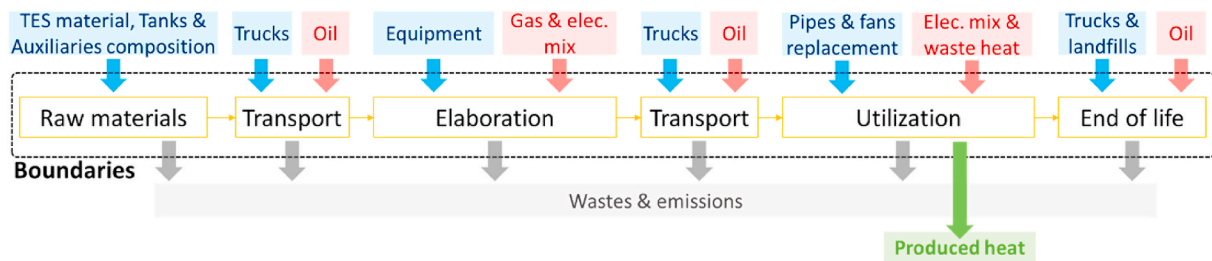 TES material, Tanks &
Auxiliaries composition
Trucks
Oil
Equipment
Gas & elec.
mix
Trucks
Oil
Pipes & fans
replacement
Elec. mix &
waste heat
Trucks &
landfills
Oil
Raw materials
Transport
Elaboration
Transport
Utilization
End of life
Boundaries
Wastes & emissions
Produced heat